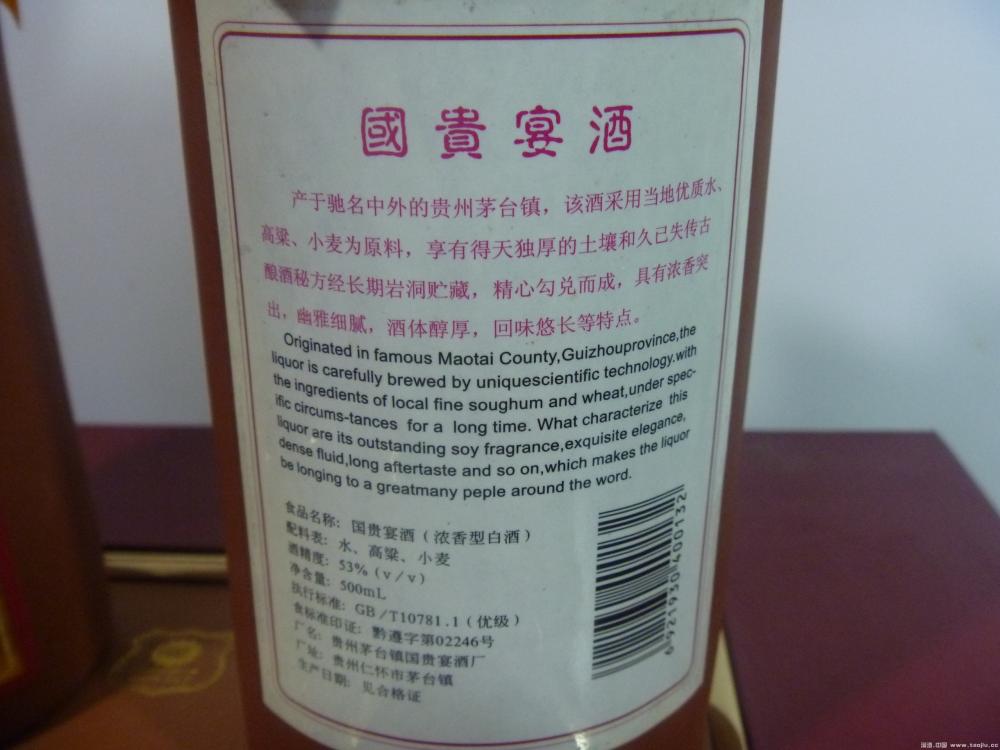 國貴宴酒
产于驰名中外的贵州茅台镇，该酒采用当地优质水、
高粱、小麦为原料，享有得天独厚的土壤和久已失传古
酿酒秘方经长期岩洞贮藏，精心勾兑而成，具有浓香突
出，幽雅细腻，酒体醇厚，回味悠长等特点。
Originated in famous Maotai County,Guizhouprovince,the
liquor is carefully brewed by uniquescientific technology.with
the ingredients of local fine soughum and wheat,under spec-
ific circums-tances for a long time. What characterize this
liquor are its outstanding soy fragrance,exquisite elegance,
dense fluid,long aftertaste and so on,which makes the liquor
be longing to a greatmany peple around the word.
食品名称：国贵宴酒（浓香型白酒）
配料表：水、高粱、小麦
酒精度：53%（v/v）
净含量：500mL
执行标准：GB/T10781.1（优级）
食标准印证：黔遵字第02246号
厂名：贵州茅台镇国贵宴酒厂
厂址：贵州仁怀市茅台镇
生产日期：见合格证
6921930400132
淘酒.中国 www.taojiu.cc